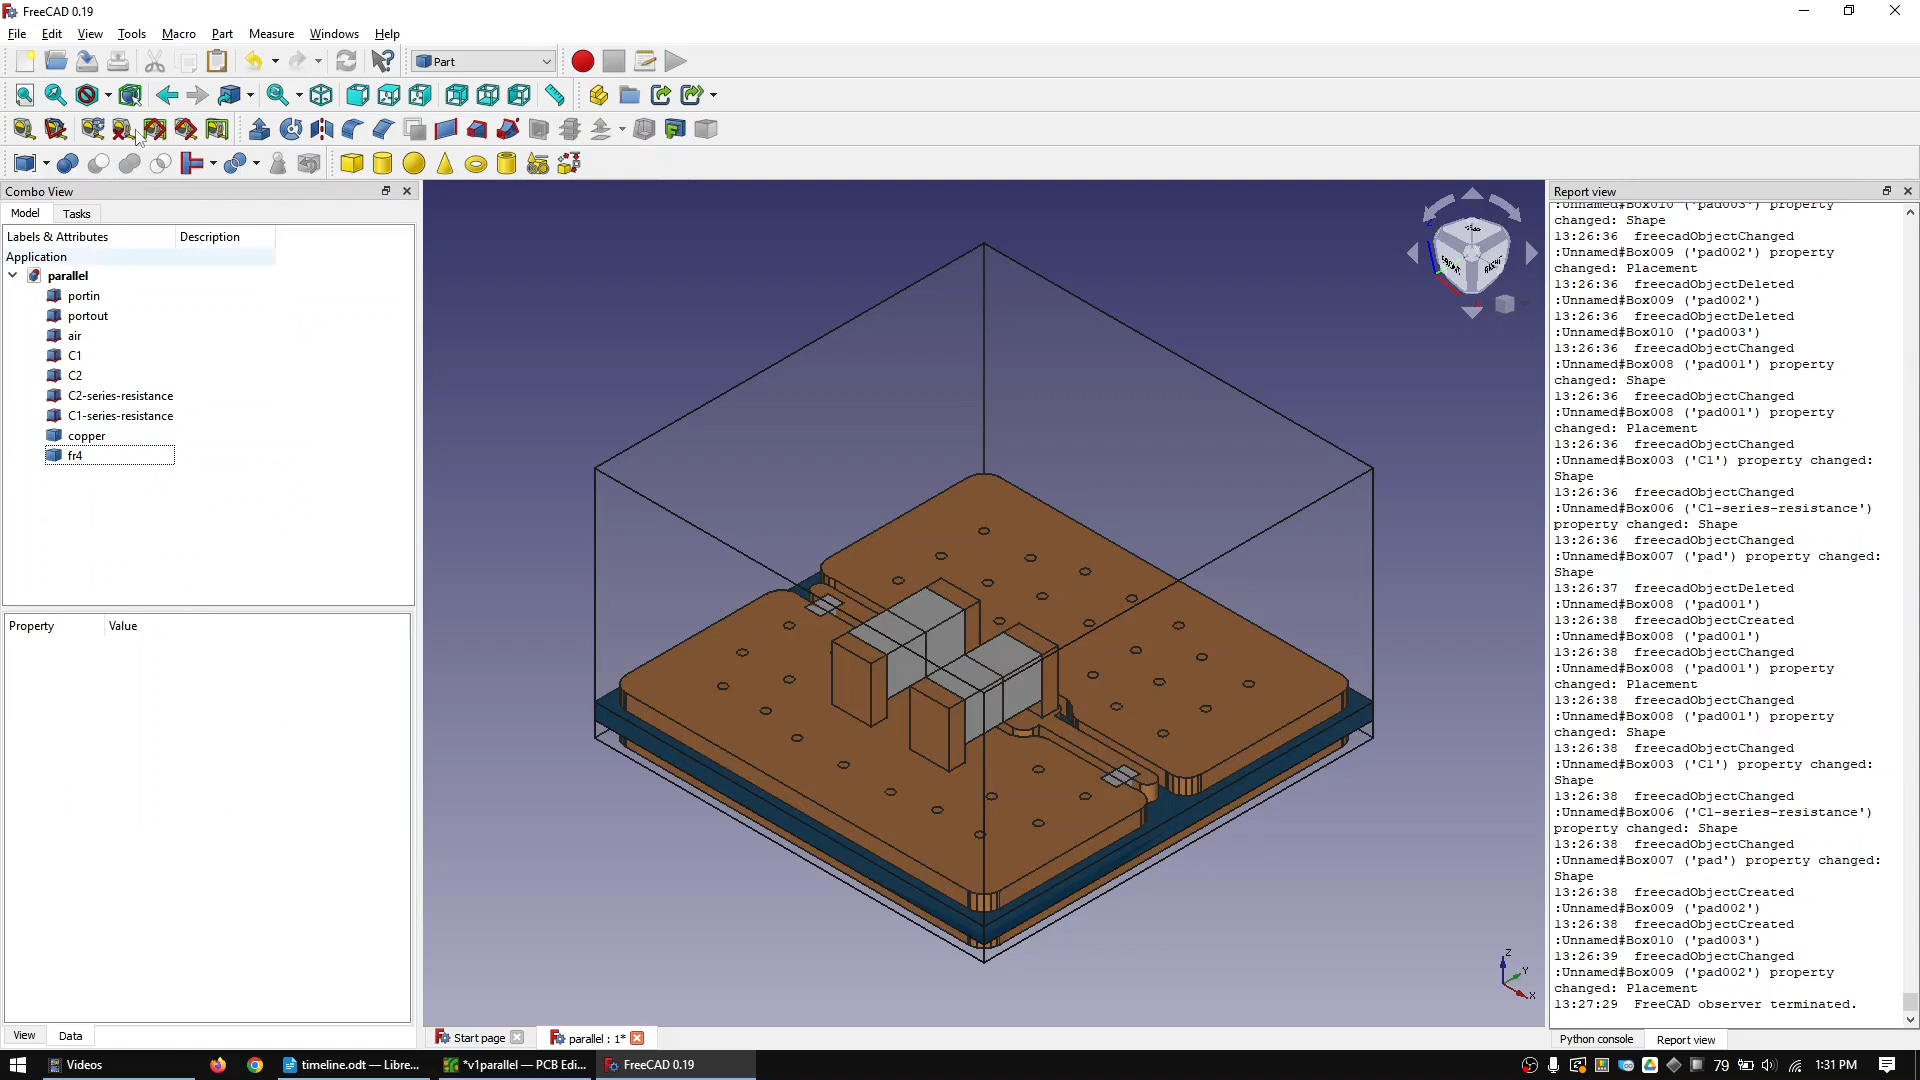 FreeCAD 0.19
File Edit View Tools Macro Part Measure Windows Help
Part
Combo View
Model Tasks
Labels & Attributes Description
Application
parallel
portin
portout
air
C1
C2
C2-series-resistance
C1-series-resistance
copper
fr4
Property Value
View Data
Start page parallel : 1*
Z
Y
X
Report view
:Unnamed#Box010 ('pad003') property
changed: Shape
13:26:36 freecadObjectChanged
:Unnamed#Box009 ('pad002') property
changed: Placement
13:26:36 freecadObjectDeleted
:Unnamed#Box009 ('pad002')
13:26:36 freecadObjectDeleted
:Unnamed#Box010 ('pad003')
13:26:36 freecadObjectChanged
:Unnamed#Box008 ('pad001') property
changed: Shape
13:26:36 freecadObjectChanged
:Unnamed#Box008 ('pad001') property
changed: Placement
13:26:36 freecadObjectChanged
:Unnamed#Box003 ('C1') property changed:
Shape
13:26:36 freecadObjectChanged
:Unnamed#Box006 ('C1-series-resistance')
property changed: Shape
13:26:36 freecadObjectChanged
:Unnamed#Box007 ('pad') property changed:
Shape
13:26:37 freecadObjectDeleted
:Unnamed#Box008 ('pad001')
13:26:38 freecadObjectCreated
:Unnamed#Box008 ('pad001')
13:26:38 freecadObjectChanged
:Unnamed#Box008 ('pad001') property
changed: Placement
13:26:38 freecadObjectChanged
:Unnamed#Box008 ('pad001') property
changed: Shape
13:26:38 freecadObjectChanged
:Unnamed#Box003 ('C1') property changed:
Shape
13:26:38 freecadObjectChanged
:Unnamed#Box006 ('C1-series-resistance')
property changed: Shape
13:26:38 freecadObjectChanged
:Unnamed#Box007 ('pad') property changed:
Shape
13:26:38 freecadObjectCreated
:Unnamed#Box009 ('pad002')
13:26:38 freecadObjectCreated
:Unnamed#Box010 ('pad003')
13:26:39 freecadObjectChanged
:Unnamed#Box009 ('pad002') property
changed: Placement
13:27:29 FreeCAD observer terminated.
Python console Report view
Videos timeline.odt — Libre... *v1parallel — PCB Edi... FreeCAD 0.19 79 1:31 PM